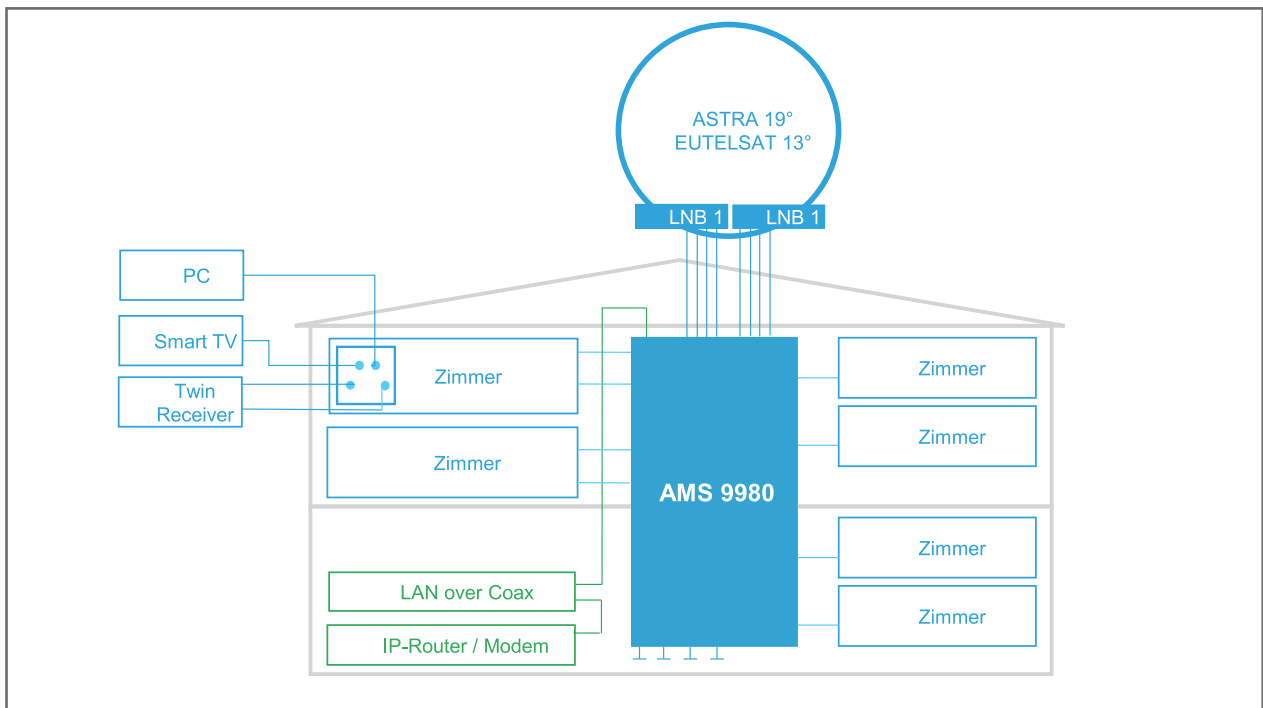 ASTRA 19°
EUTELSAT 13°
LNB 1
LNB 1
PC
Smart TV
Twin
Receiver
Zimmer
Zimmer
Zimmer
Zimmer
AMS 9980
Zimmer
Zimmer
LAN over Coax
IP-Router / Modem